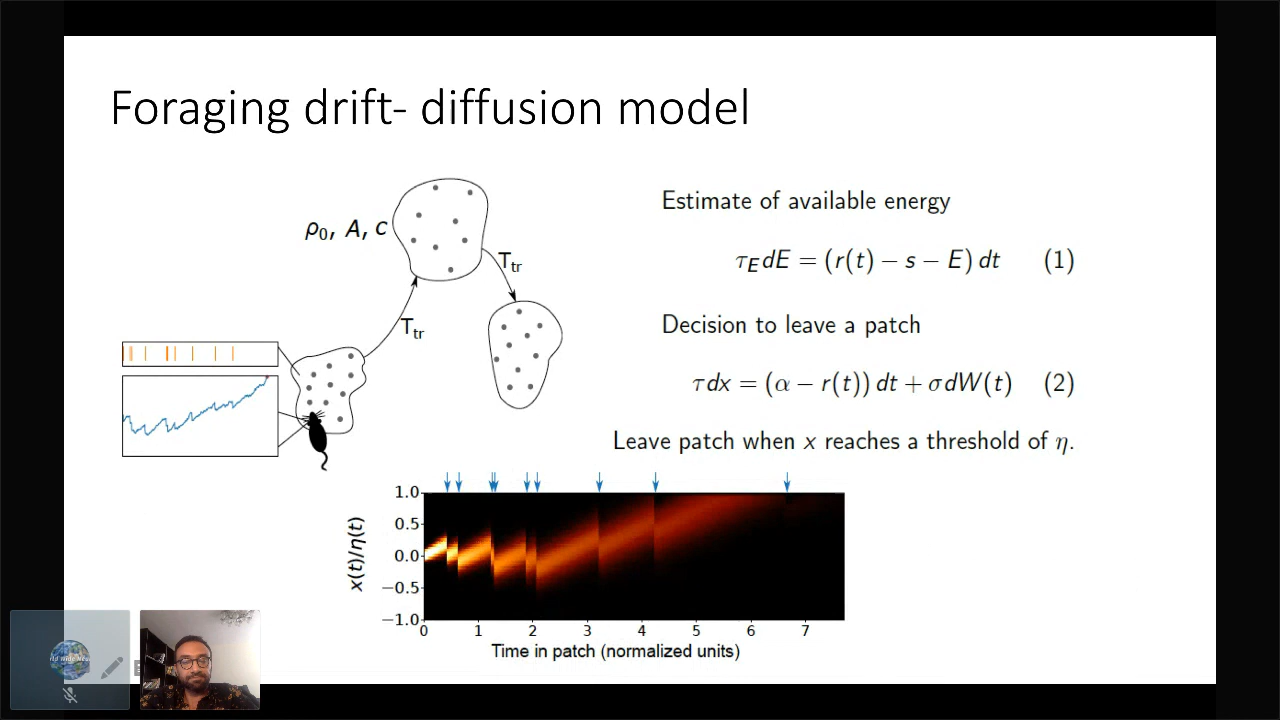 Foraging drift- diffusion model
ρ₀, A, c
T_tr
T_tr
Estimate of available energy
τ_E dE = (r(t) − s − E) dt (1)
Decision to leave a patch
τ dx = (α − r(t)) dt + σ dW(t) (2)
Leave patch when x reaches a threshold of η.
x(t)/η(t)
1.0
0.5
0.0
−0.5
−1.0
0 1 2 3 4 5 6 7
Time in patch (normalized units)